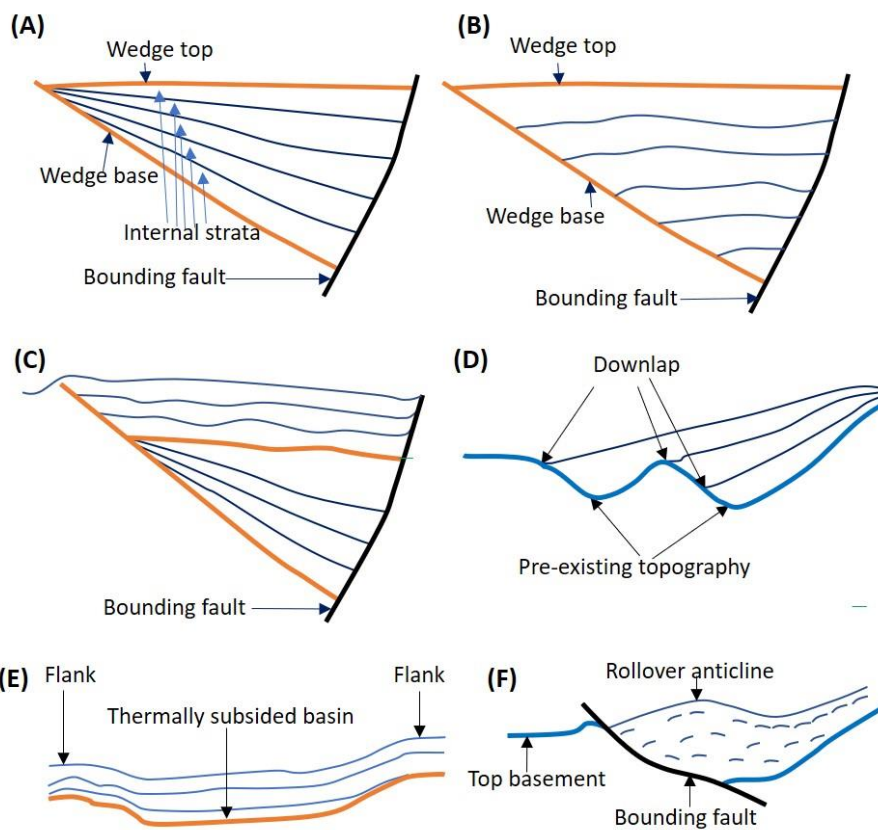 (A)
Wedge top
Wedge base
Internal strata
Bounding fault
(B)
Wedge top
Wedge base
Bounding fault
(C)
Bounding fault
(D)
Downlap
Pre-existing topography
(E)
Flank
Flank
Thermally subsided basin
(F)
Rollover anticline
Top basement
Bounding fault